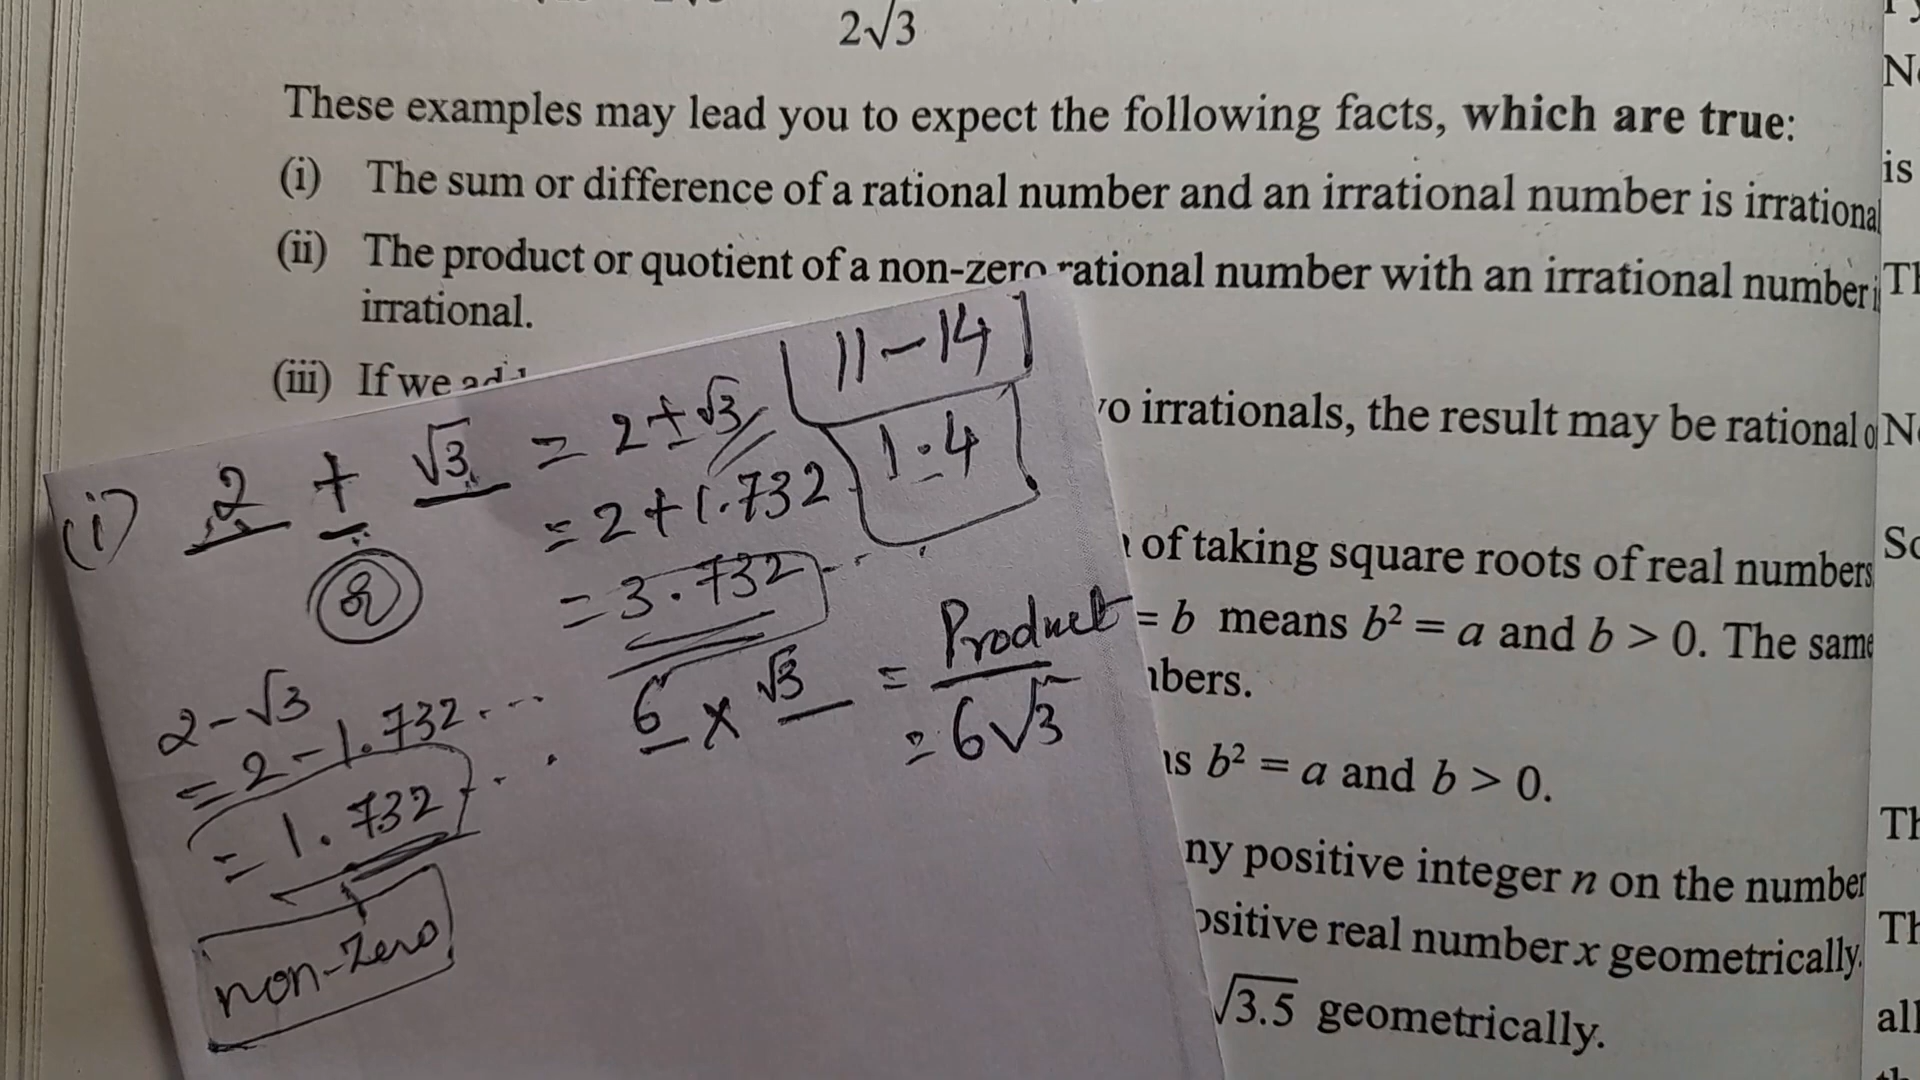 2√3
These examples may lead you to expect the following facts, which are true:
(i) The sum or difference of a rational number and an irrational number is irrational
(ii) The product or quotient of a non-zero rational number with an irrational number i
irrational.
(iii) If we add
o irrationals, the result may be rational o
of taking square roots of real numbers
= b means b² = a and b > 0. The same
bers.
s b² = a and b > 0.
ny positive integer n on the number
ositive real number x geometrically.
√3.5 geometrically.
11-14
1.4
(i) 2 + √3 = 2+√3
= 2+1.732
= 3.732...
2-√3
= 2-1.732...
= 1.732...
non-zero
6 x √3 = Product
= 6√3
is
So
all